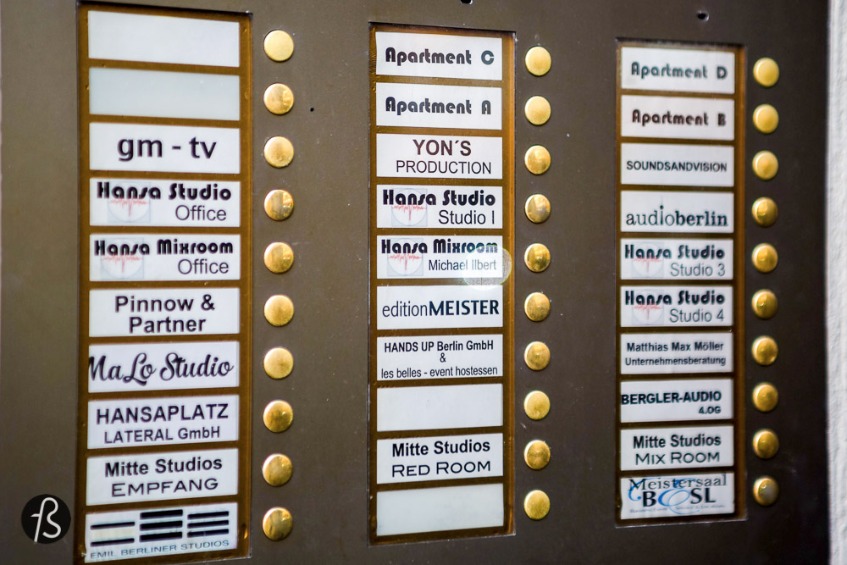 gm - tv
Hansa Studio
Office
Hansa Mixroom
Office
Pinnow &
Partner
MaLo Studio
HANSAPLATZ
LATERAL GmbH
Mitte Studios
EMPFANG
EMIL BERLINER STUDIOS
Apartment C
Apartment A
YON´S
PRODUCTION
Hansa Studio
Studio I
Hansa Mixroom
Michael Ilbert
editionMEISTER
HANDS UP Berlin GmbH
&
les belles - event hostessen
Mitte Studios
RED ROOM
Apartment D
Apartment B
SOUNDSANDVISION
audioberlin
Hansa Studio
Studio 3
Hansa Studio
Studio 4
Matthias Max Möller
Unternehmensberatung
BERGLER-AUDIO
4.OG
Mitte Studios
MIX ROOM
Meistersaal
BESL
ß